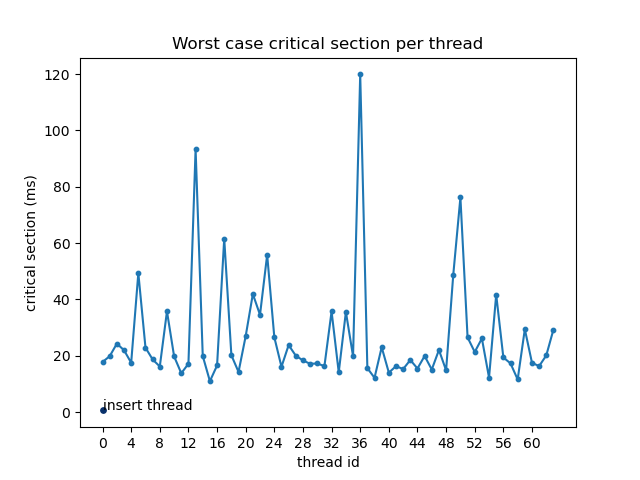 Worst case critical section per thread
120
100
80
60
40
20
0
critical section (ms)
insert thread
0 4 8 12 16 20 24 28 32 36 40 44 48 52 56 60
thread id